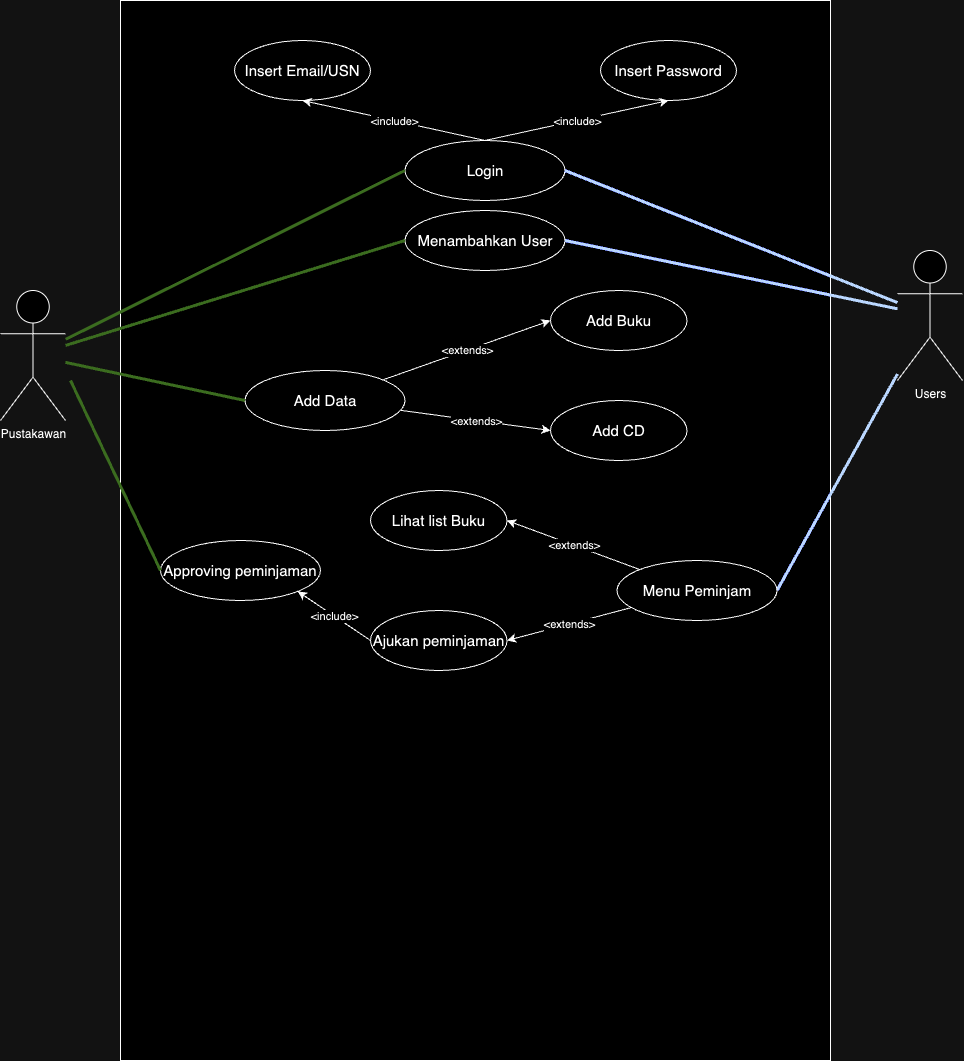 Insert Email/USN
Insert Password
<include>
<include>
Login
Menambahkan User
Add Buku
<extends>
Add Data
<extends>
Add CD
Pustakawan
Users
Lihat list Buku
<extends>
Approving peminjaman
Menu Peminjam
<include>
<extends>
Ajukan peminjaman